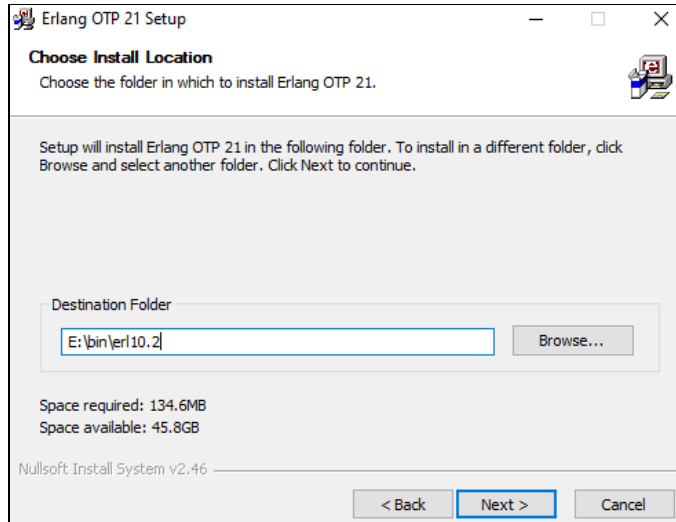 Erlang OTP 21 Setup
Choose Install Location
Choose the folder in which to install Erlang OTP 21.
Setup will install Erlang OTP 21 in the following folder. To install in a different folder, click
Browse and select another folder. Click Next to continue.
Destination Folder
E:\bin\erl10.2
Browse...
Space required: 134.6MB
Space available: 45.8GB
Nullsoft Install System v2.46
< Back
Next >
Cancel